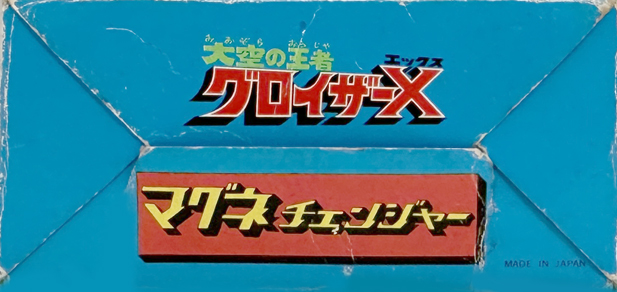 おおぞら おうじゃ
大空の王者
エックス
グロイザーX
マグネチェンジャー
MADE IN JAPAN